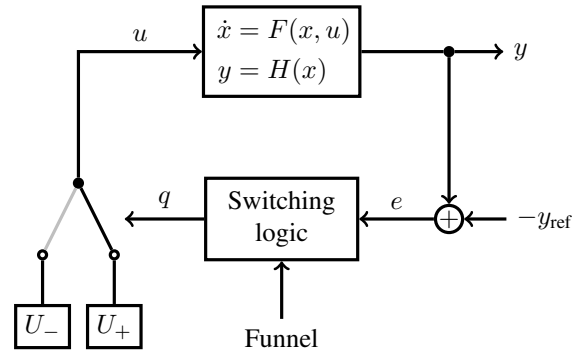 u
ẋ = F(x, u)
y = H(x)
y
q
Switching
logic
e
+
−y_ref
U_−
U_+
Funnel